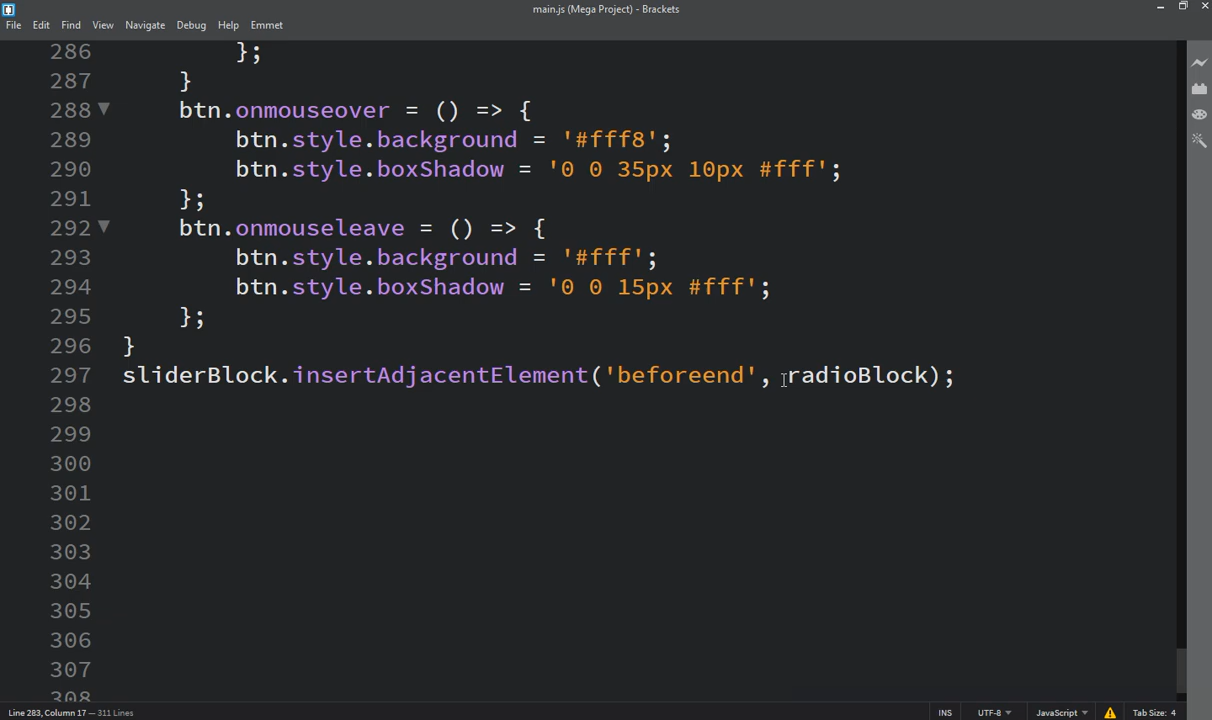 main.js (Mega Project) - Brackets
File Edit Find View Navigate Debug Help Emmet
286 };
287 }
288 btn.onmouseover = () => {
289 btn.style.background = '#fff8';
290 btn.style.boxShadow = '0 0 35px 10px #fff';
291 };
292 btn.onmouseleave = () => {
293 btn.style.background = '#fff';
294 btn.style.boxShadow = '0 0 15px #fff';
295 };
296 }
297 sliderBlock.insertAdjacentElement('beforeend', radioBlock);
298
299
300
301
302
303
304
305
306
307
308
Line 283, Column 17 — 311 Lines INS UTF-8 JavaScript Tab Size: 4